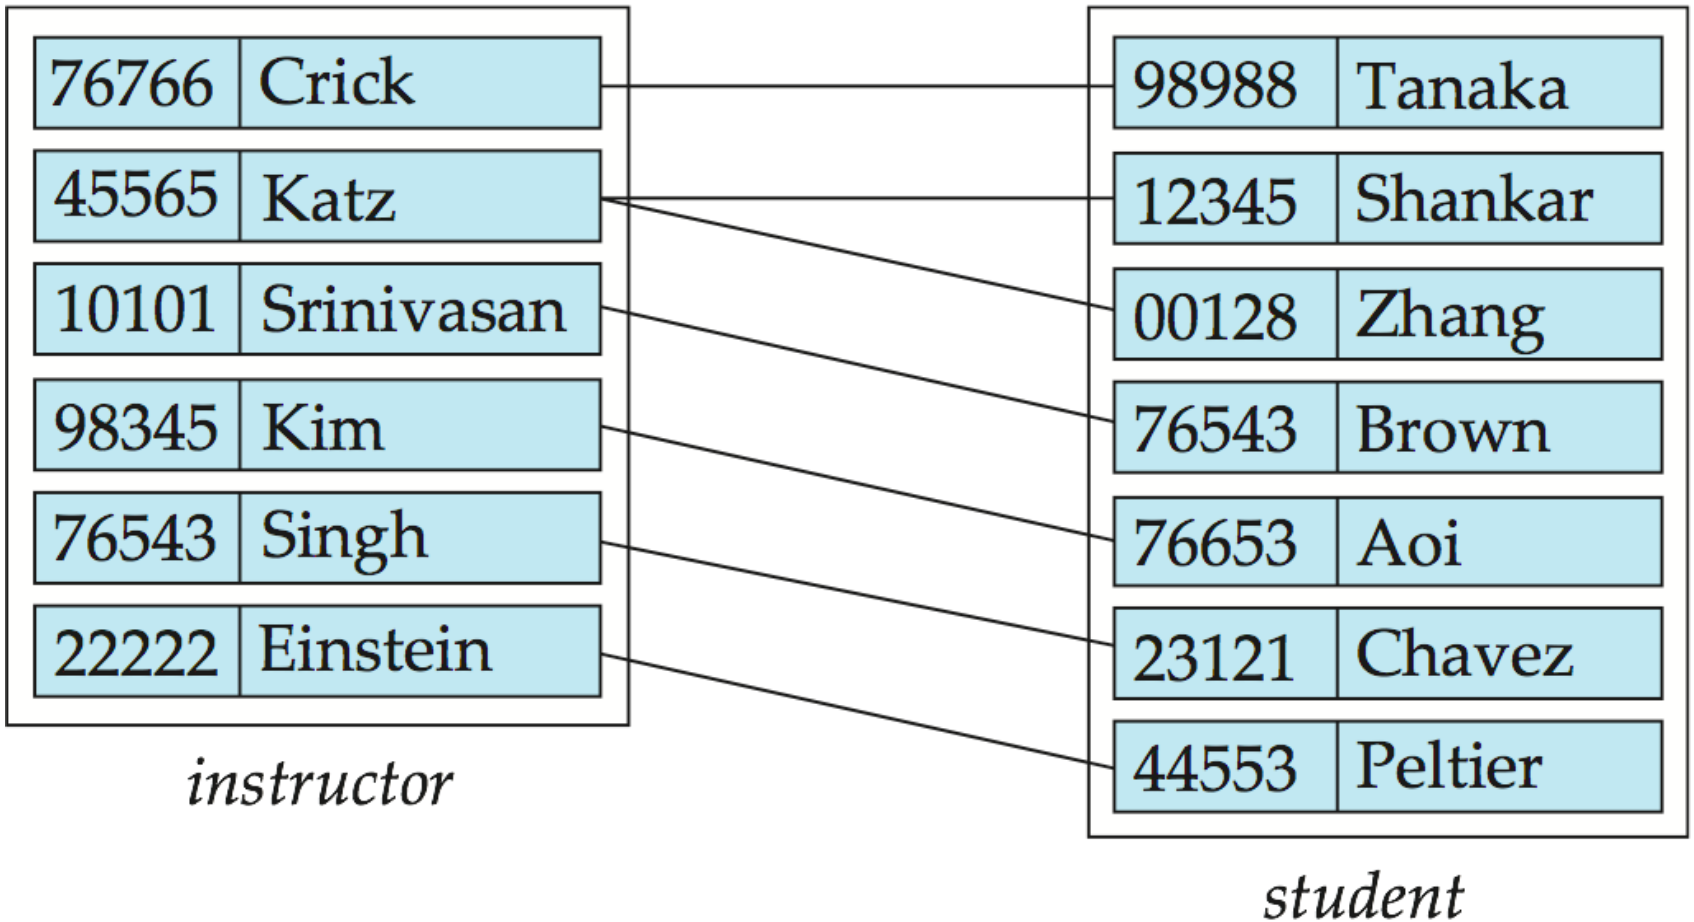 76766 Crick
45565 Katz
10101 Srinivasan
98345 Kim
76543 Singh
22222 Einstein
instructor
98988 Tanaka
12345 Shankar
00128 Zhang
76543 Brown
76653 Aoi
23121 Chavez
44553 Peltier
student